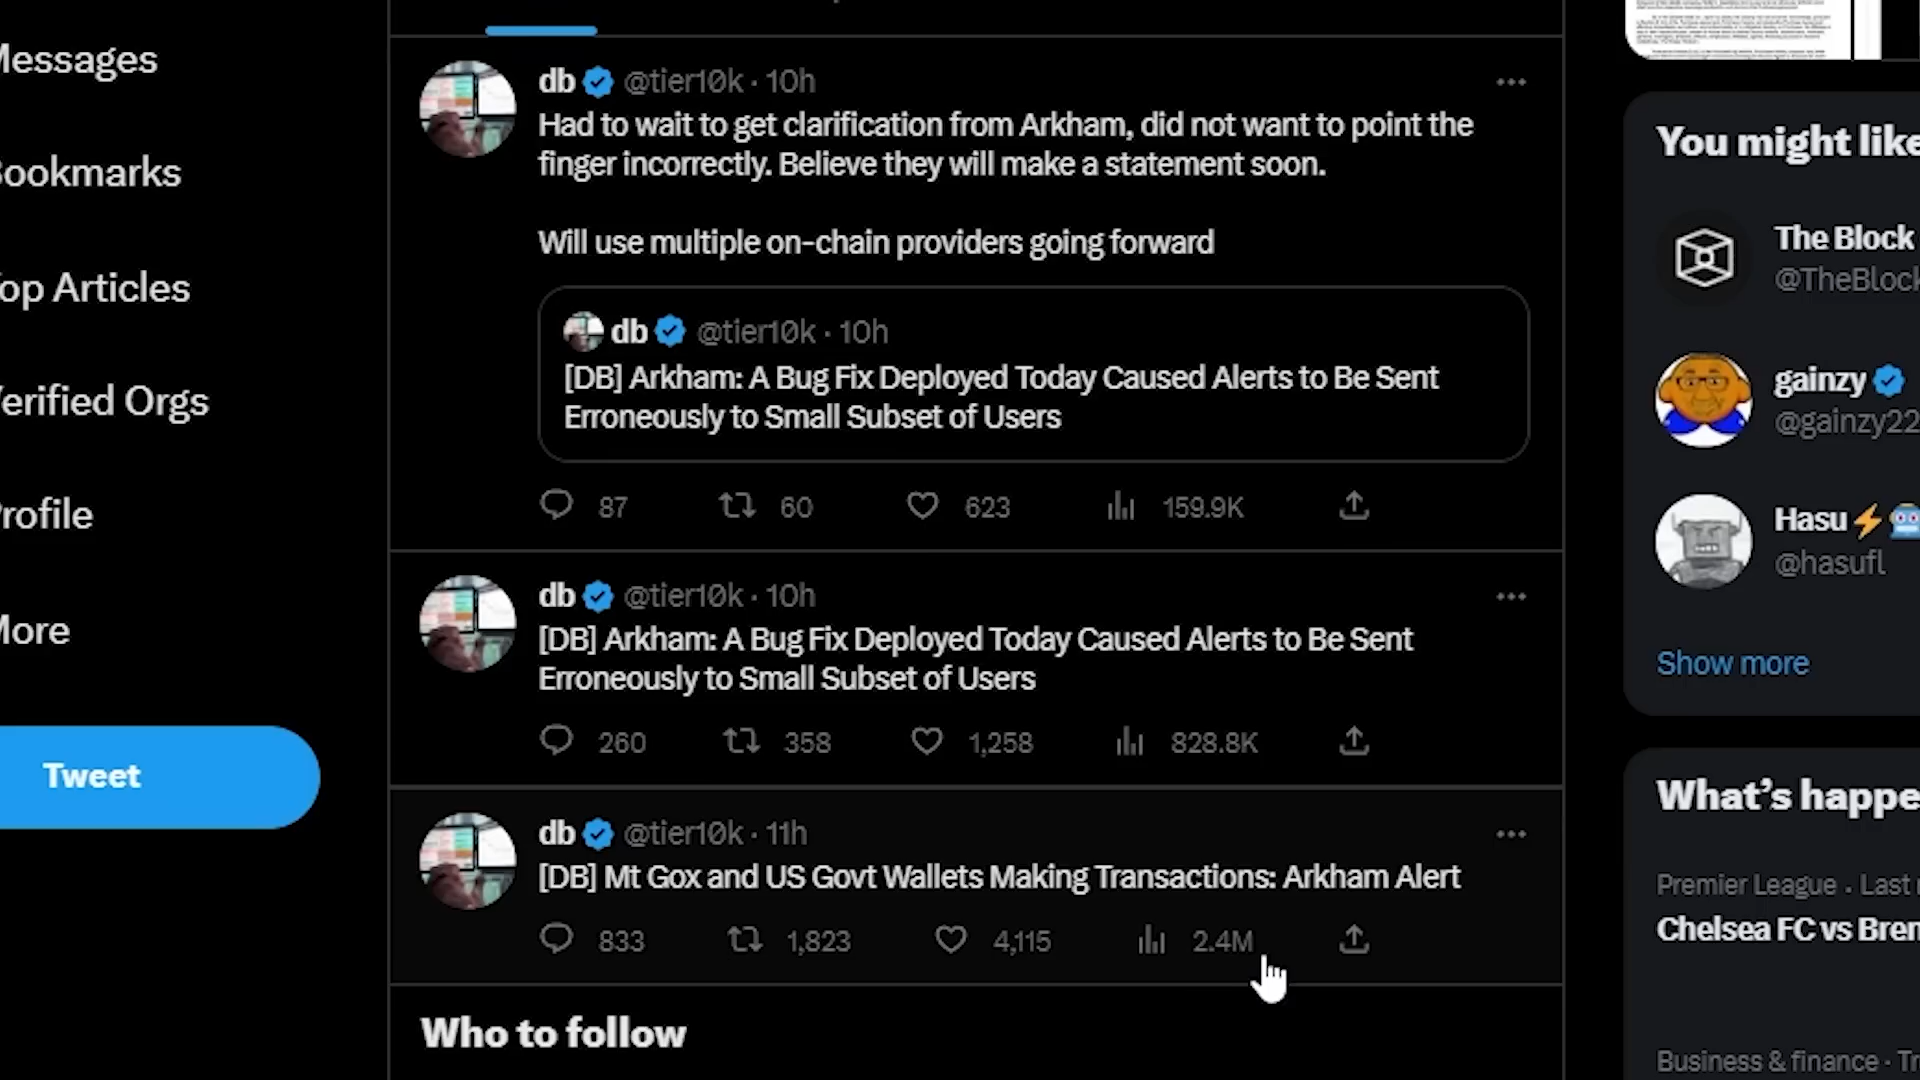 Messages
Bookmarks
Top Articles
Verified Orgs
Profile
More
Tweet
db @tier10k · 10h
Had to wait to get clarification from Arkham, did not want to point the
finger incorrectly. Believe they will make a statement soon.
Will use multiple on-chain providers going forward
db @tier10k · 10h
[DB] Arkham: A Bug Fix Deployed Today Caused Alerts to Be Sent
Erroneously to Small Subset of Users
87 60 623 159.9K
db @tier10k · 10h
[DB] Arkham: A Bug Fix Deployed Today Caused Alerts to Be Sent
Erroneously to Small Subset of Users
260 358 1,258 828.8K
db @tier10k · 11h
[DB] Mt Gox and US Govt Wallets Making Transactions: Arkham Alert
833 1,823 4,115 2.4M
Who to follow
You might like
The Block
@TheBlock
gainzy
@gainzy22
Hasu
@hasufl
Show more
What's happe
Premier League · Last
Chelsea FC vs Bren
Business & finance · Tr